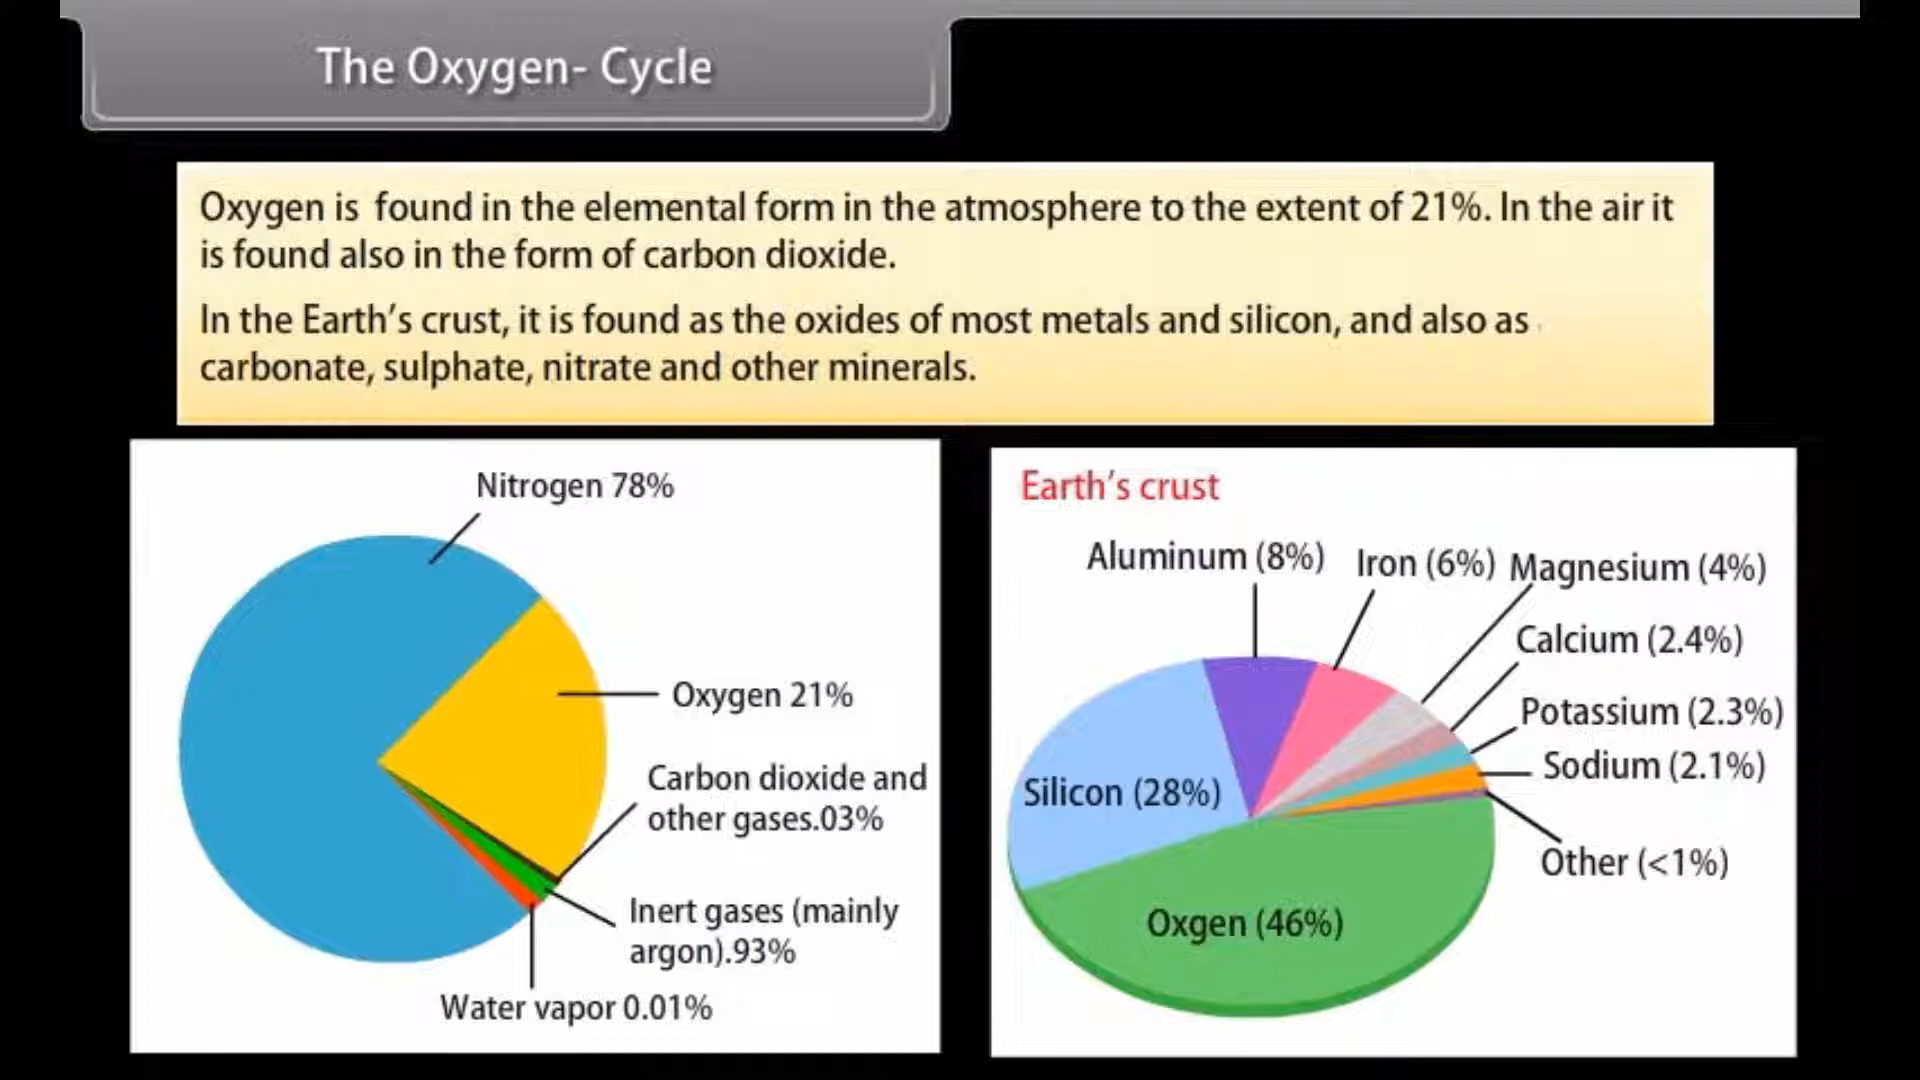 The Oxygen- Cycle
Oxygen is found in the elemental form in the atmosphere to the extent of 21%. In the air it
is found also in the form of carbon dioxide.
In the Earth's crust, it is found as the oxides of most metals and silicon, and also as
carbonate, sulphate, nitrate and other minerals.
Nitrogen 78%
Oxygen 21%
Carbon dioxide and
other gases.03%
Inert gases (mainly
argon).93%
Water vapor 0.01%
Earth's crust
Aluminum (8%)
Iron (6%)
Magnesium (4%)
Calcium (2.4%)
Potassium (2.3%)
Sodium (2.1%)
Other (<1%)
Silicon (28%)
Oxgen (46%)